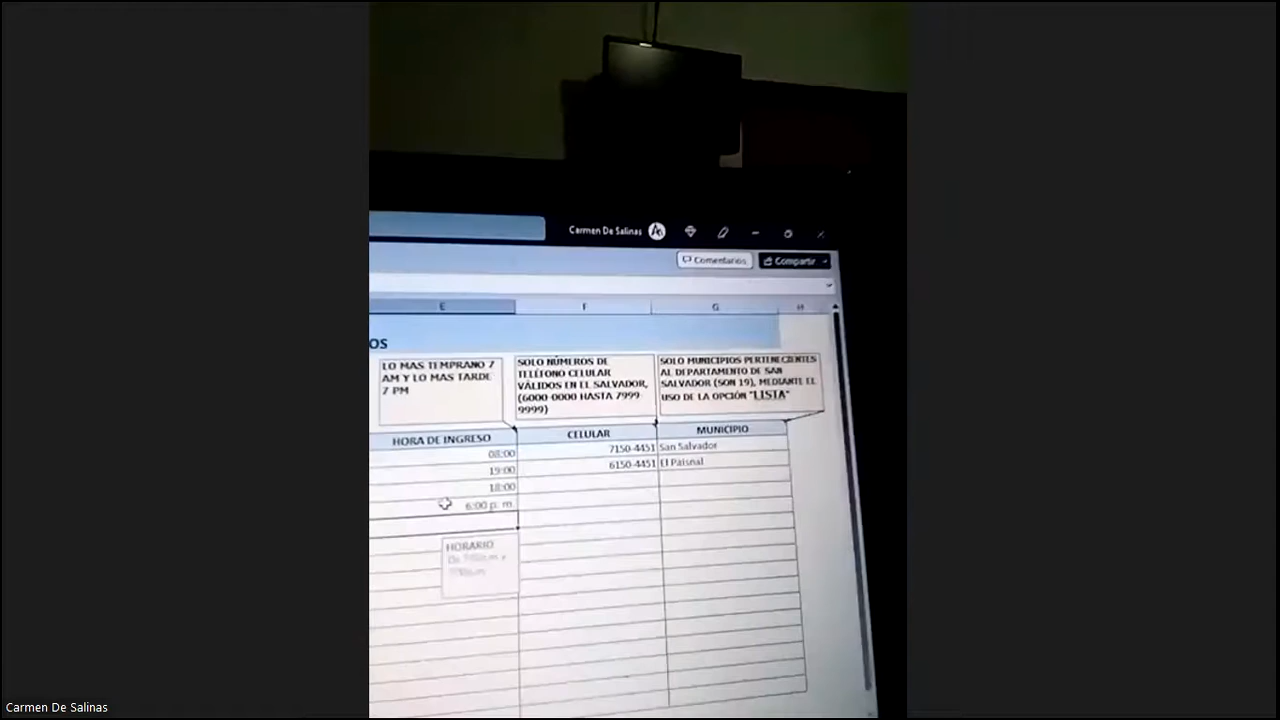 Carmen De Salinas
Comentarios
Compartir
E F G H
OS
LO MAS TEMPRANO 7
AM Y LO MAS TARDE
7 PM
SOLO NÚMEROS DE
TELÉFONO CELULAR
VÁLIDOS EN EL SALVADOR,
(6000-0000 HASTA 7999-
9999)
SOLO MUNICIPIOS PERTENECIENTES
AL DEPARTAMENTO DE SAN
SALVADOR (SON 19), MEDIANTE EL
USO DE LA OPCIÓN "LISTA"
HORA DE INGRESO CELULAR MUNICIPIO
08:00 7150-4451 San Salvador
19:00 6150-4451 El Paisnal
18:00
6:00 p. m.
HORARIO
Carmen De Salinas